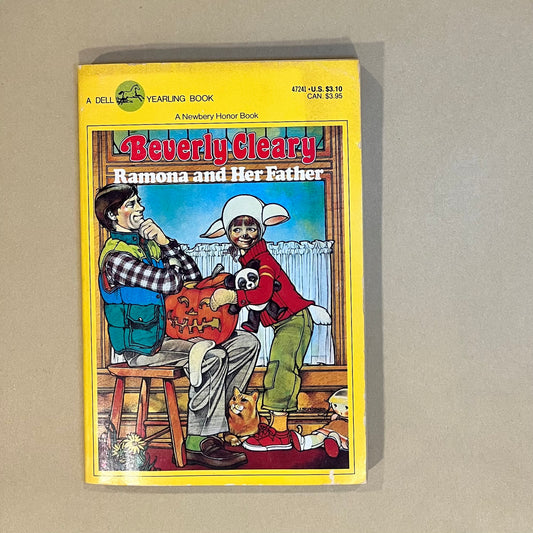 A DELL YEARLING BOOK
47241 • U.S. $3.10
CAN. $3.95
A Newbery Honor Book
Beverly Cleary
Ramona and Her Father